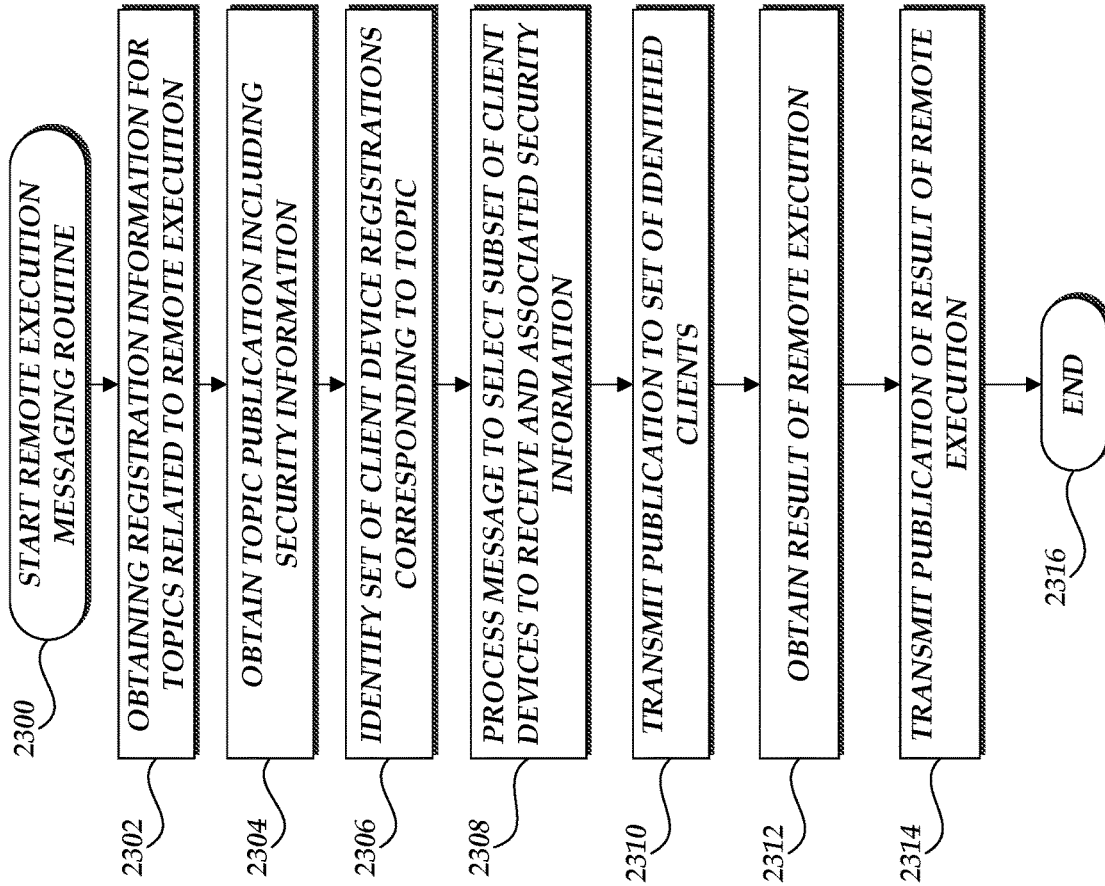 START REMOTE EXECUTION
MESSAGING ROUTINE
2300
OBTAINING REGISTRATION INFORMATION FOR
TOPICS RELATED TO REMOTE EXECUTION
2302
OBTAIN TOPIC PUBLICATION INCLUDING
SECURITY INFORMATION
2304
IDENTIFY SET OF CLIENT DEVICE REGISTRATIONS
CORRESPONDING TO TOPIC
2306
PROCESS MESSAGE TO SELECT SUBSET OF CLIENT
DEVICES TO RECEIVE AND ASSOCIATED SECURITY
INFORMATION
2308
TRANSMIT PUBLICATION TO SET OF IDENTIFIED
CLIENTS
2310
OBTAIN RESULT OF REMOTE EXECUTION
2312
TRANSMIT PUBLICATION OF RESULT OF REMOTE
EXECUTION
2314
END
2316